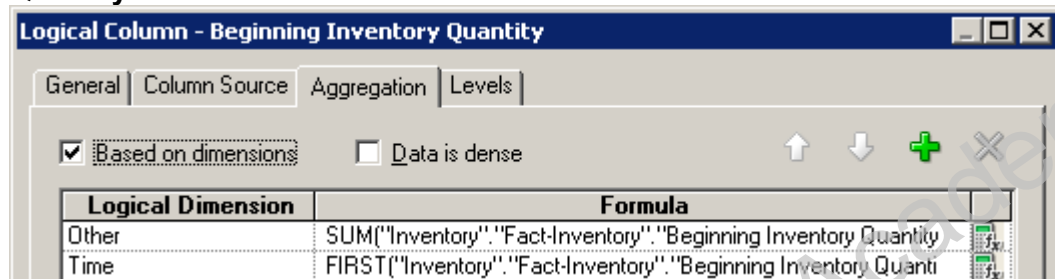 Logical Column - Beginning Inventory Quantity
General Column Source Aggregation Levels
Based on dimensions Data is dense
Logical Dimension Formula
Other SUM("Inventory"."Fact-Inventory"."Beginning Inventory Quantity
Time FIRST("Inventory"."Fact-Inventory"."Beginning Inventory Quanti